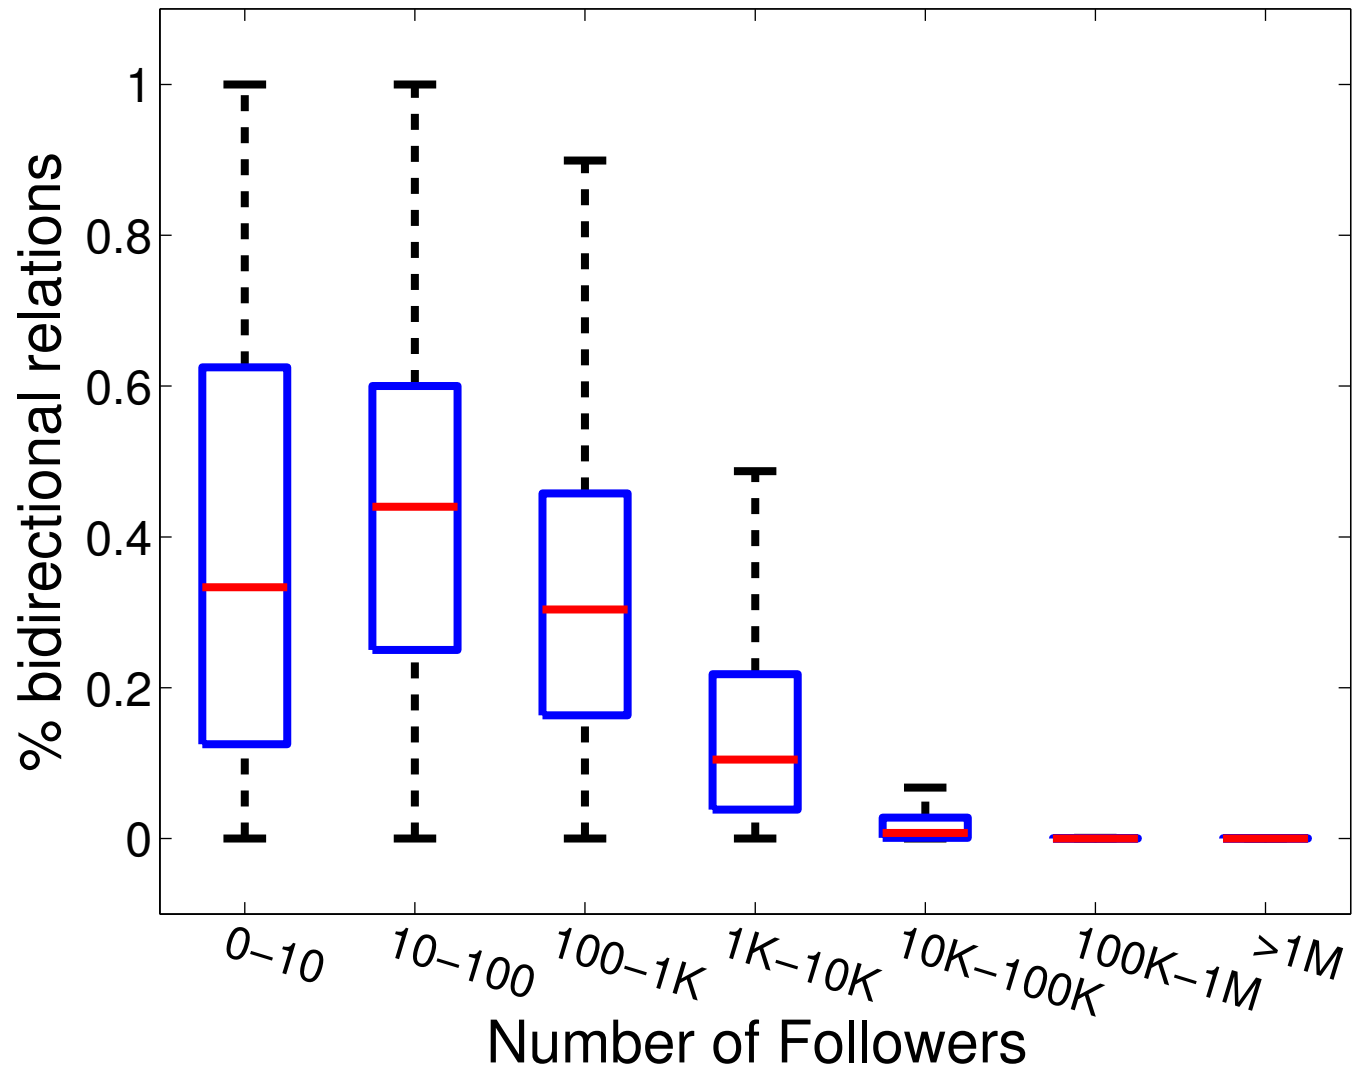 % bidirectional relations
1
0.8
0.6
0.4
0.2
0
0–10
10–100
100–1K
1K–10K
10K–100K
100K–1M
>1M
Number of Followers